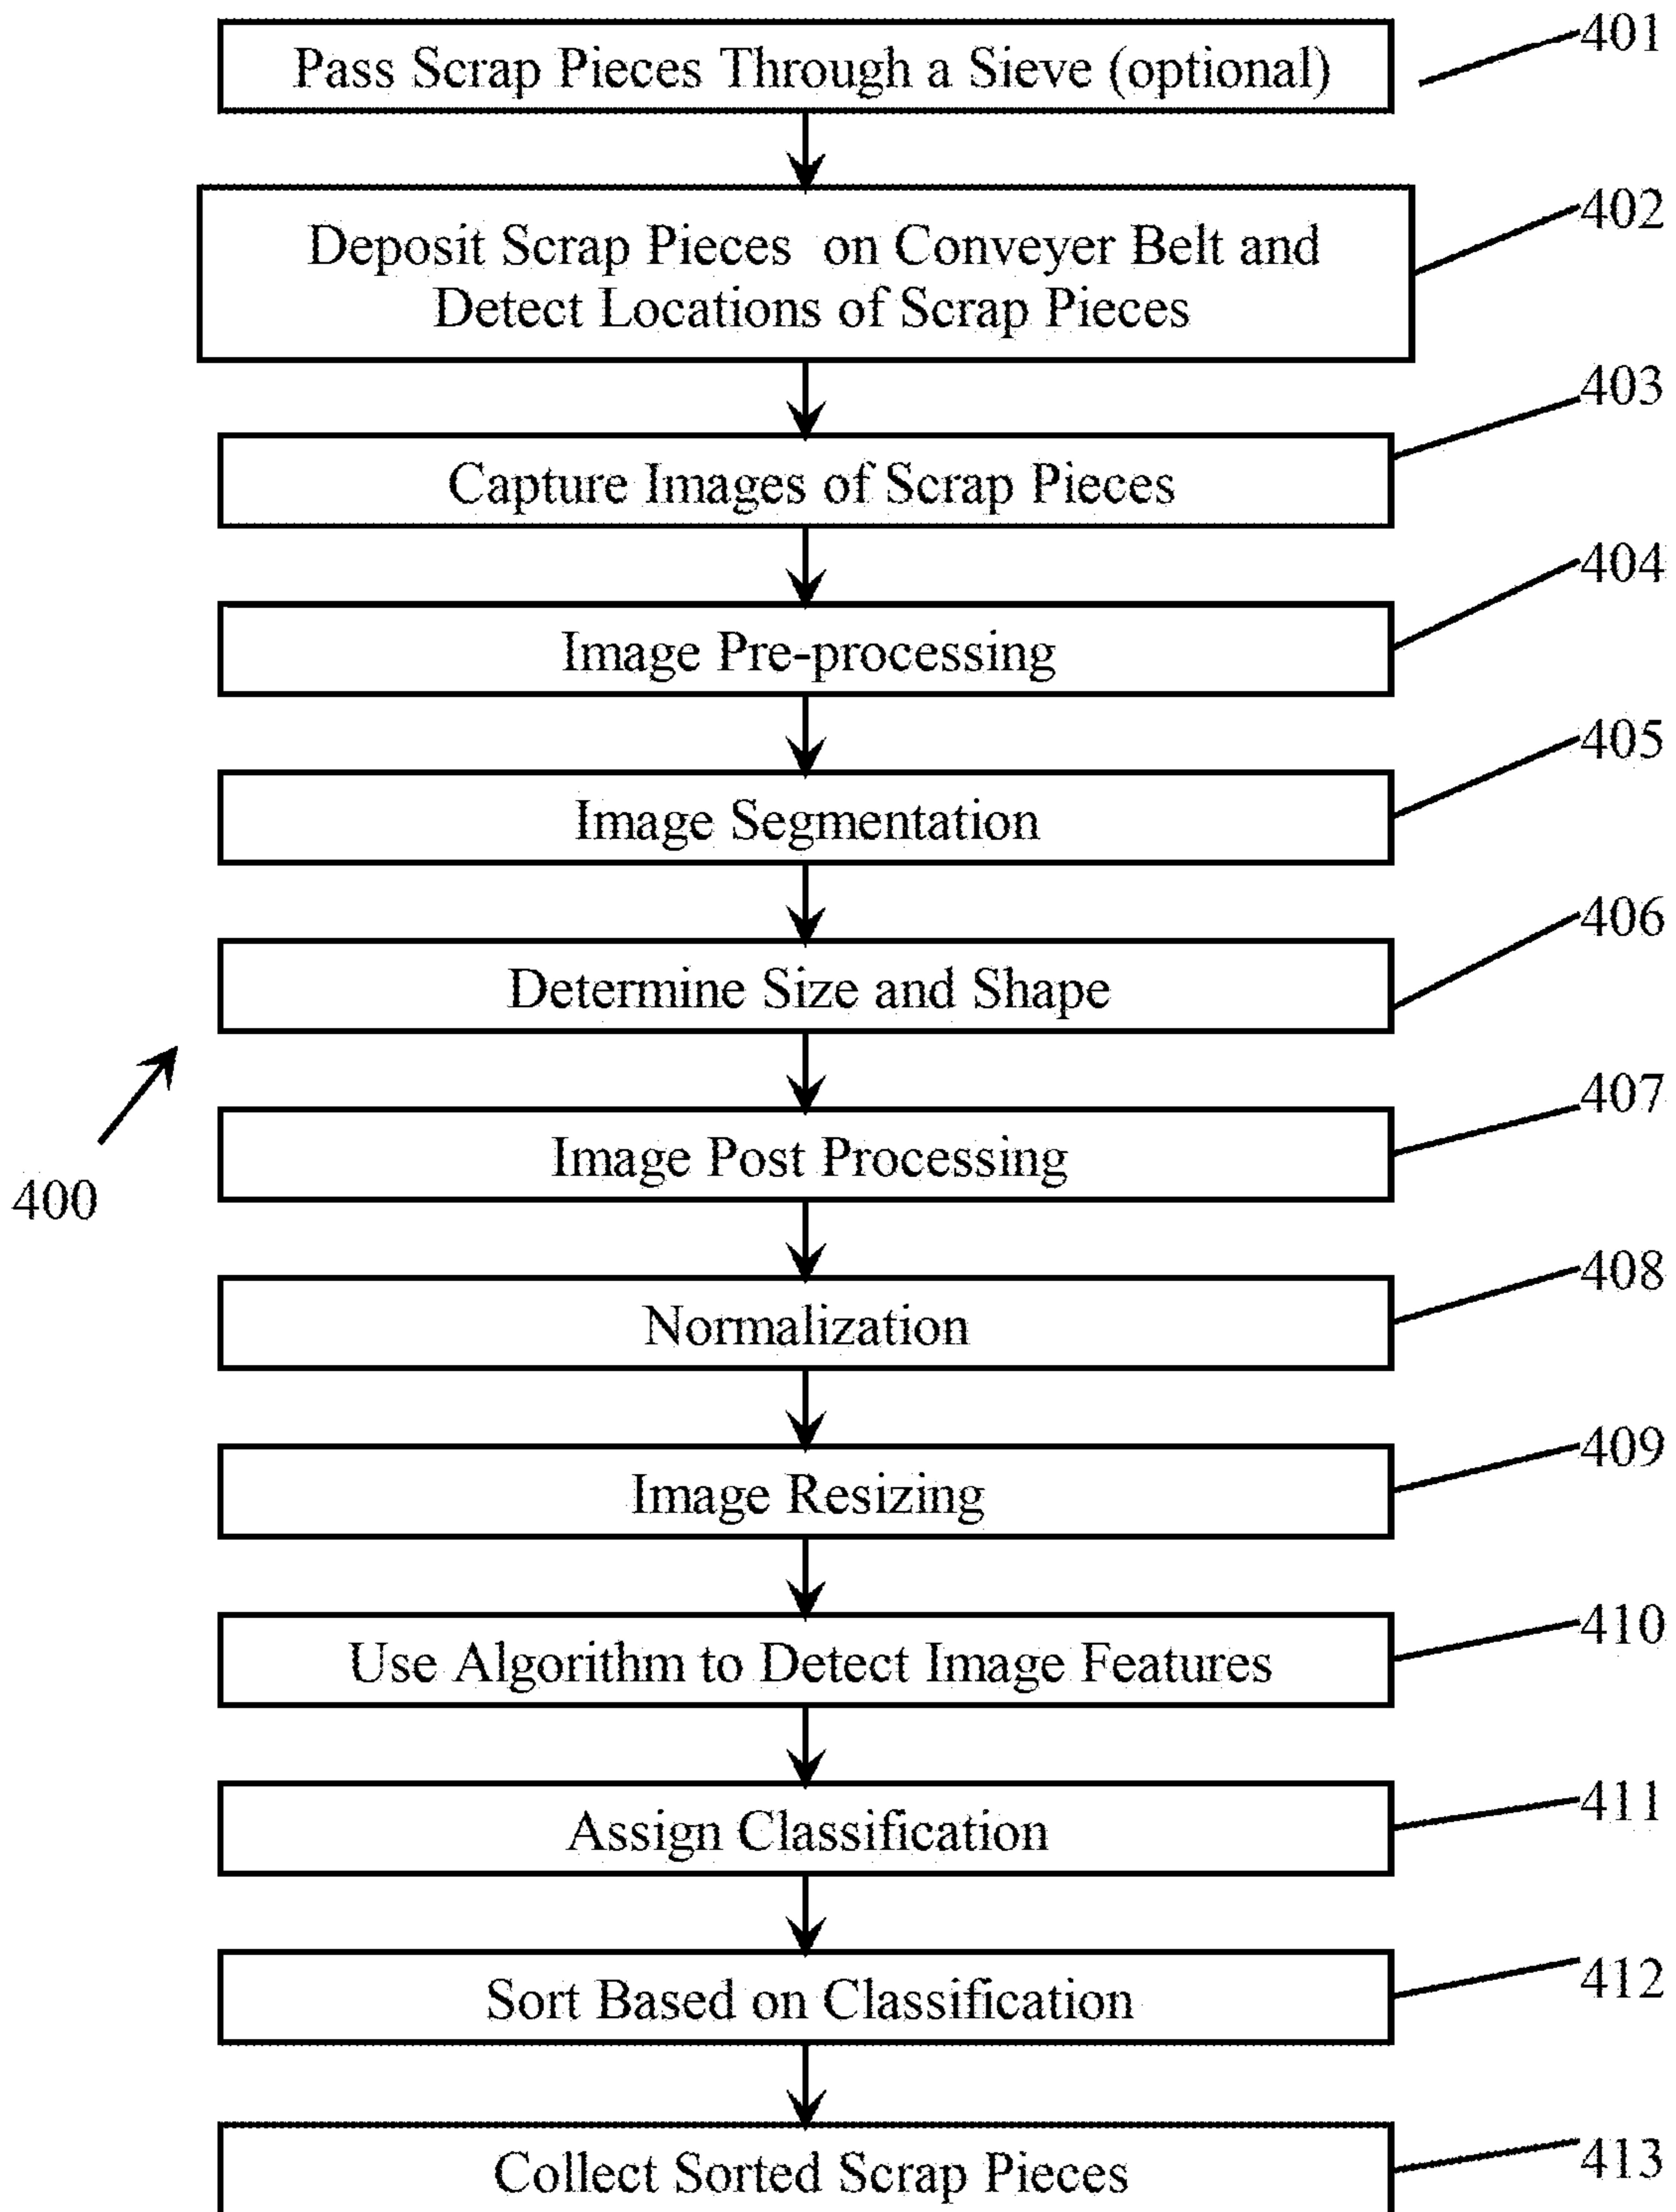 Pass Scrap Pieces Through a Sieve (optional)
401
Deposit Scrap Pieces on Conveyer Belt and
Detect Locations of Scrap Pieces
402
Capture Images of Scrap Pieces
403
Image Pre-processing
404
Image Segmentation
405
Determine Size and Shape
406
Image Post Processing
407
400
Normalization
408
Image Resizing
409
Use Algorithm to Detect Image Features
410
Assign Classification
411
Sort Based on Classification
412
Collect Sorted Scrap Pieces
413